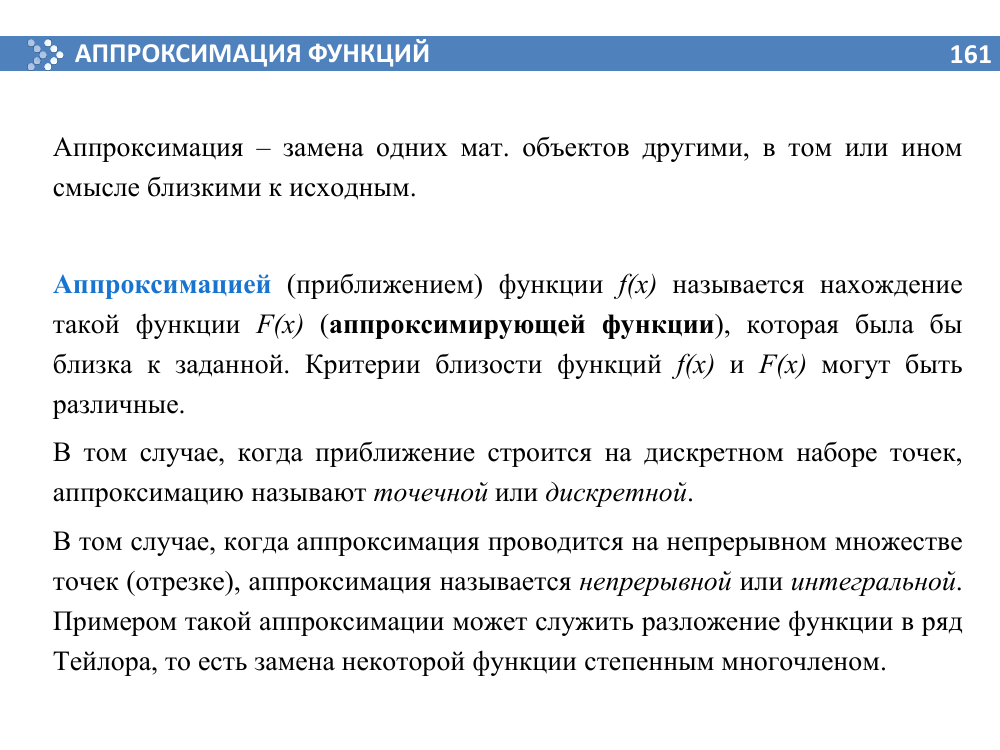 АППРОКСИМАЦИЯ ФУНКЦИЙ 161
Аппроксимация – замена одних мат. объектов другими, в том или ином
смысле близкими к исходным.
Аппроксимацией (приближением) функции f(x) называется нахождение
такой функции F(x) (аппроксимирующей функции), которая была бы
близка к заданной. Критерии близости функций f(x) и F(x) могут быть
различные.
В том случае, когда приближение строится на дискретном наборе точек,
аппроксимацию называют точечной или дискретной.
В том случае, когда аппроксимация проводится на непрерывном множестве
точек (отрезке), аппроксимация называется непрерывной или интегральной.
Примером такой аппроксимации может служить разложение функции в ряд
Тейлора, то есть замена некоторой функции степенным многочленом.